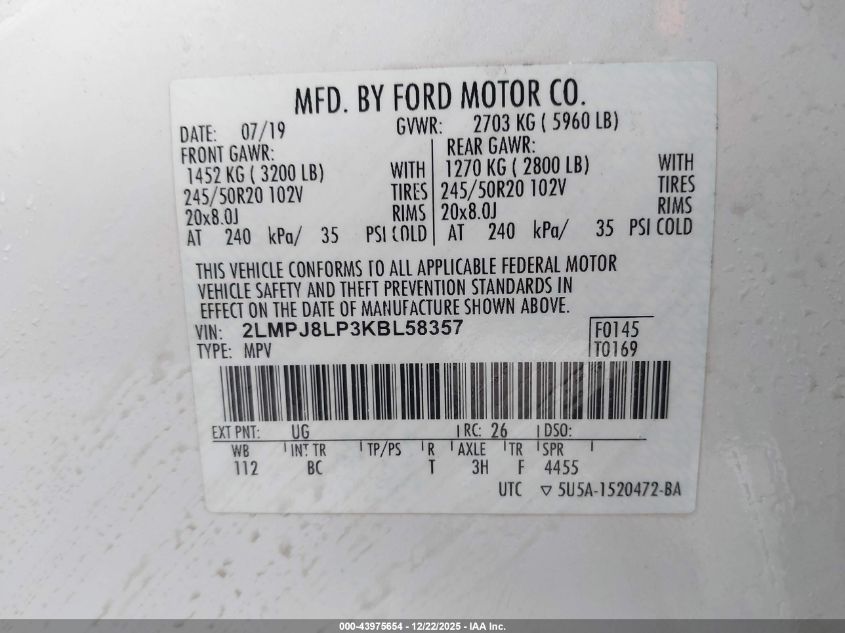 MFD. BY FORD MOTOR CO.
DATE: 07/19 GVWR: 2703 KG ( 5960 LB)
FRONT GAWR: REAR GAWR:
1452 KG ( 3200 LB) WITH 1270 KG ( 2800 LB) WITH
245/50R20 102V TIRES 245/50R20 102V TIRES
20x8.0J RIMS 20x8.0J RIMS
AT 240 kPa/ 35 PSI COLD AT 240 kPa/ 35 PSI COLD
THIS VEHICLE CONFORMS TO ALL APPLICABLE FEDERAL MOTOR
VEHICLE SAFETY AND THEFT PREVENTION STANDARDS IN
EFFECT ON THE DATE OF MANUFACTURE SHOWN ABOVE.
VIN: 2LMPJ8LP3KBL58357 F0145
TYPE: MPV T0169
EXT PNT: UG RC: 26 DSO:
WB INT TR TP/PS R AXLE TR SPR
112 BC T 3H F 4455
UTC ▽ 5U5A-1520472-BA
000-43975654 - 12/22/2025 - IAA Inc.